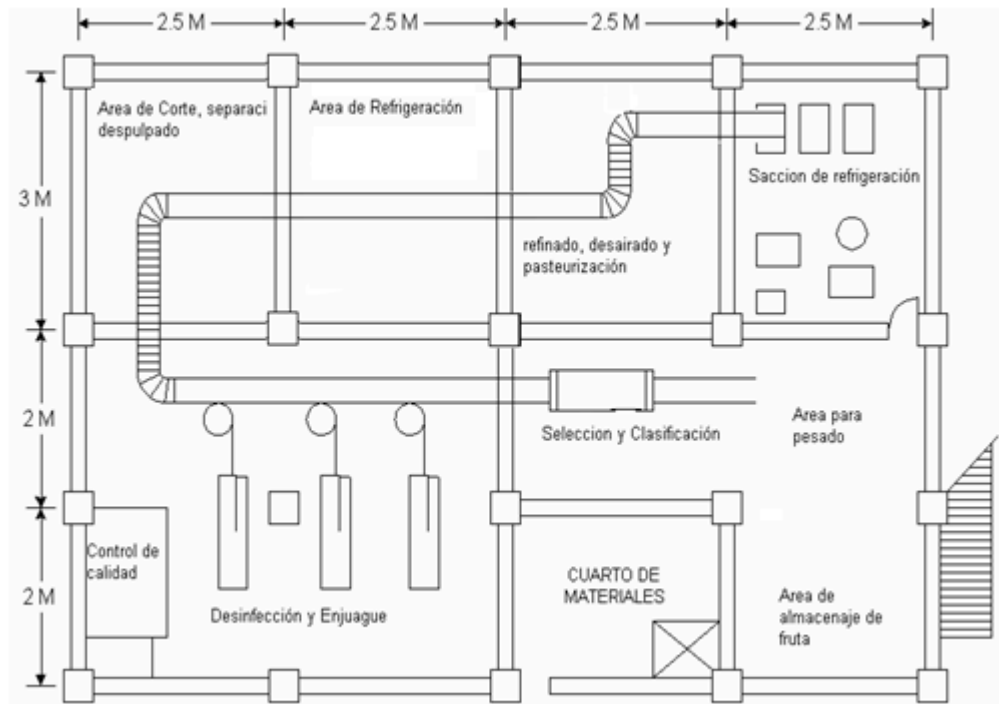 2.5 M
2.5 M
2.5 M
2.5 M
Area de Corte, separaci
despulpado
Area de Refrigeración
Saccion de refrigeración
3 M
refinado, desairado y
pasteurización
2 M
Seleccion y Clasificación
Area para
pesado
Control de
calidad
2 M
Desinfección y Enjuague
CUARTO DE
MATERIALES
Area de
almacenaje de
fruta